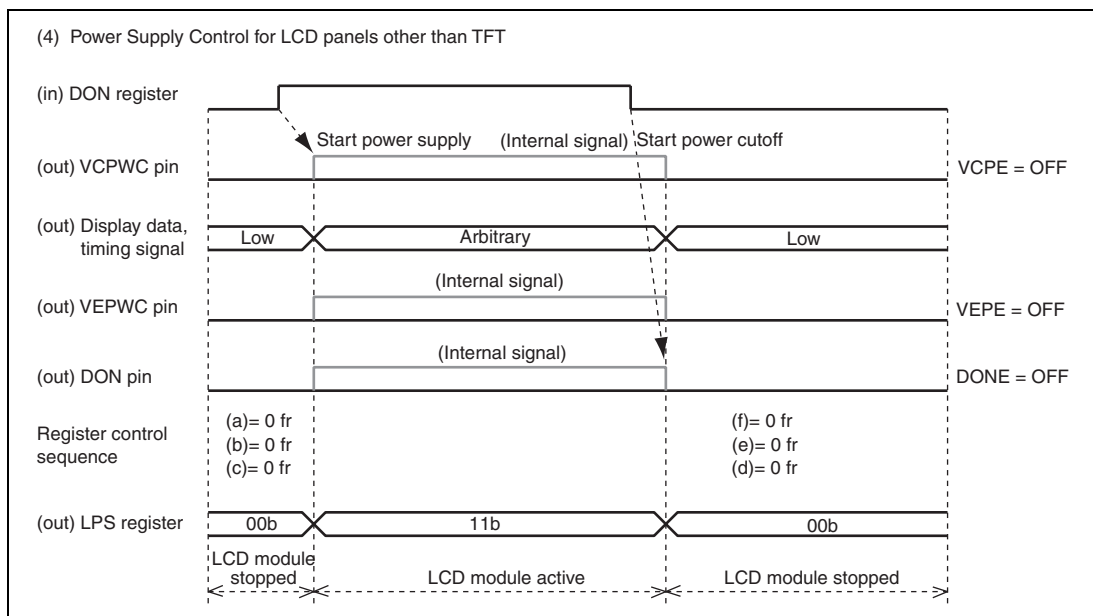 (4) Power Supply Control for LCD panels other than TFT
(in) DON register
Start power supply
(Internal signal)
Start power cutoff
(out) VCPWC pin
VCPE = OFF
(out) Display data,
timing signal
Low
Arbitrary
Low
(Internal signal)
(out) VEPWC pin
VEPE = OFF
(Internal signal)
(out) DON pin
DONE = OFF
Register control
sequence
(a)= 0 fr
(b)= 0 fr
(c)= 0 fr
(f)= 0 fr
(e)= 0 fr
(d)= 0 fr
(out) LPS register
00b
11b
00b
LCD module
stopped
LCD module active
LCD module stopped